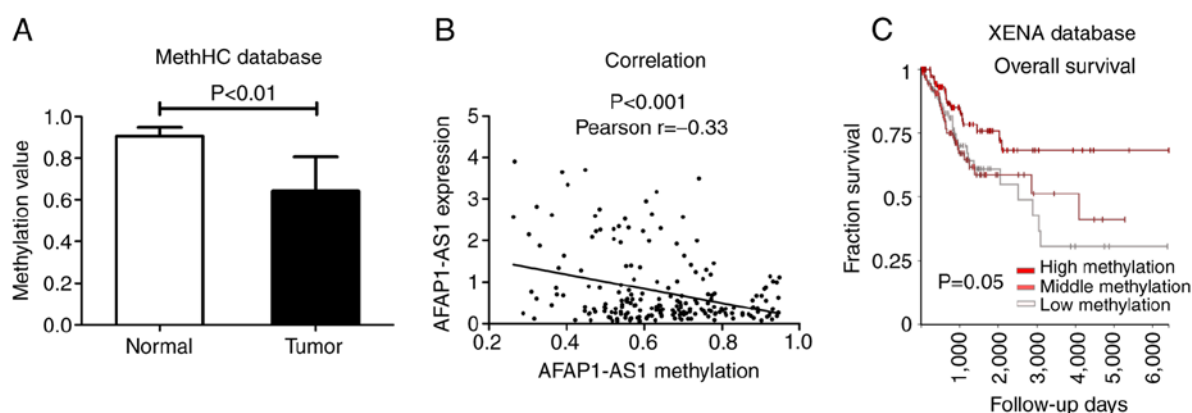 A
MethHC database
P<0.01
Methylation value
1.0
0.8
0.6
0.4
0.2
0.0
Normal
Tumor
B
Correlation
P<0.001
Pearson r=−0.33
AFAP1-AS1 expression
5
4
3
2
1
0
0.2
0.4
0.6
0.8
1.0
AFAP1-AS1 methylation
C
XENA database
Overall survival
Fraction survival
1
0.75
0.5
0.25
0
P=0.05
High methylation
Middle methylation
Low methylation
1,000
2,000
3,000
4,000
5,000
6,000
Follow-up days